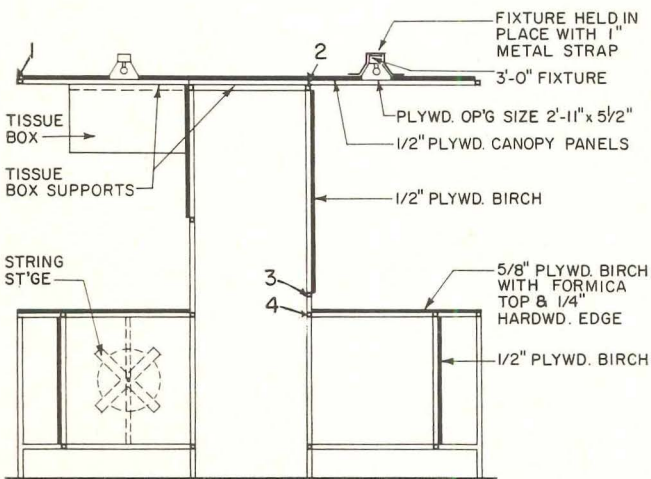 1
2
FIXTURE HELD IN
PLACE WITH 1"
METAL STRAP
3'-0" FIXTURE
PLYWD. OP'G SIZE 2'-11" x 5 1/2"
1/2" PLYWD. CANOPY PANELS
TISSUE
BOX
TISSUE
BOX SUPPORTS
1/2" PLYWD. BIRCH
STRING
ST'GE
3
4
5/8" PLYWD. BIRCH
WITH FORMICA
TOP & 1/4"
HARDWD. EDGE
1/2" PLYWD. BIRCH